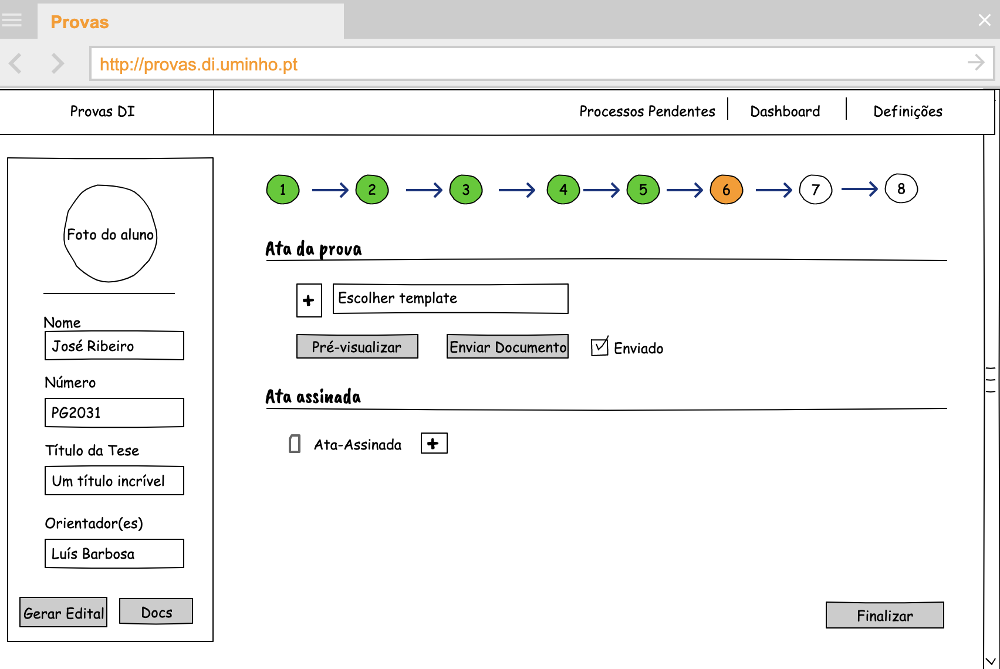 Provas
http://provas.di.uminho.pt
Provas DI
Processos Pendentes
Dashboard
Definições
Foto do aluno
Nome
José Ribeiro
Número
PG2031
Título da Tese
Um título incrível
Orientador(es)
Luís Barbosa
Gerar Edital
Docs
1
2
3
4
5
6
7
8
Ata da prova
+
Escolher template
Pré-visualizar
Enviar Documento
Enviado
Ata assinada
Ata-Assinada
+
Finalizar